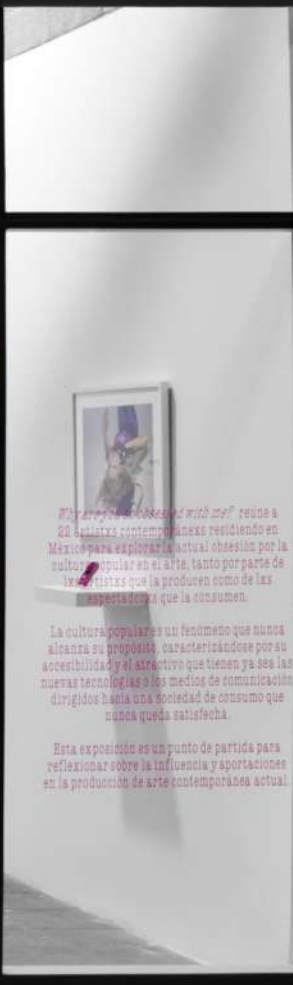 Why are you so obsessed with me? reúne a
22 artistxs contemporánexs residiendo en
México para explorar la actual obsesión por la
cultura popular en el arte, tanto por parte de
lxs artistxs que la producen como de lxs
espectadorxs que la consumen.
La cultura popular es un fenómeno que nunca
alcanza su propósito, caracterizándose por su
accesibilidad y el atractivo que tienen ya sea las
nuevas tecnologías o los medios de comunicación
dirigidos hacia una sociedad de consumo que
nunca queda satisfecha.
Esta exposición es un punto de partida para
reflexionar sobre la influencia y aportaciones
en la producción de arte contemporánea actual.